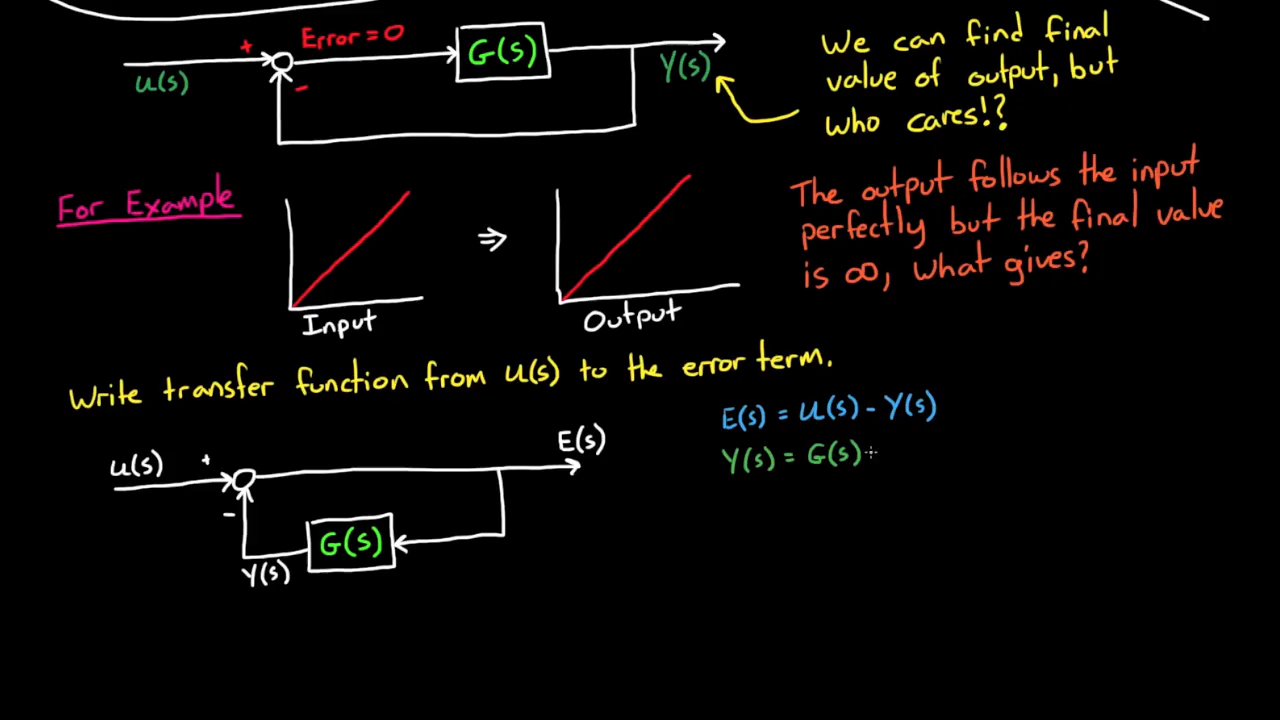 + Error = 0
G(s)
u(s)
-
Y(s)
We can find final
value of output, but
who cares!?
For Example
Input
⇒
Output
The output follows the input
perfectly but the final value
is ∞, what gives?
Write transfer function from u(s) to the error term.
u(s) +
-
G(s)
Y(s)
E(s)
E(s) = U(s) - Y(s)
Y(s) = G(s)